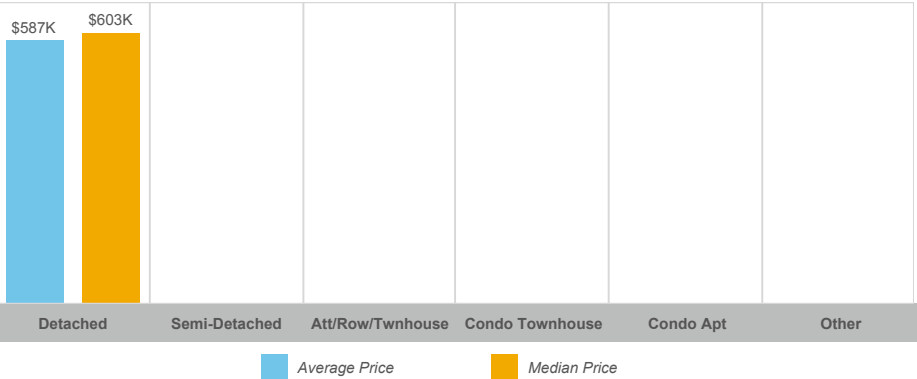 $587K $603K
Detached Semi-Detached Att/Row/Twnhouse Condo Townhouse Condo Apt Other
Average Price Median Price